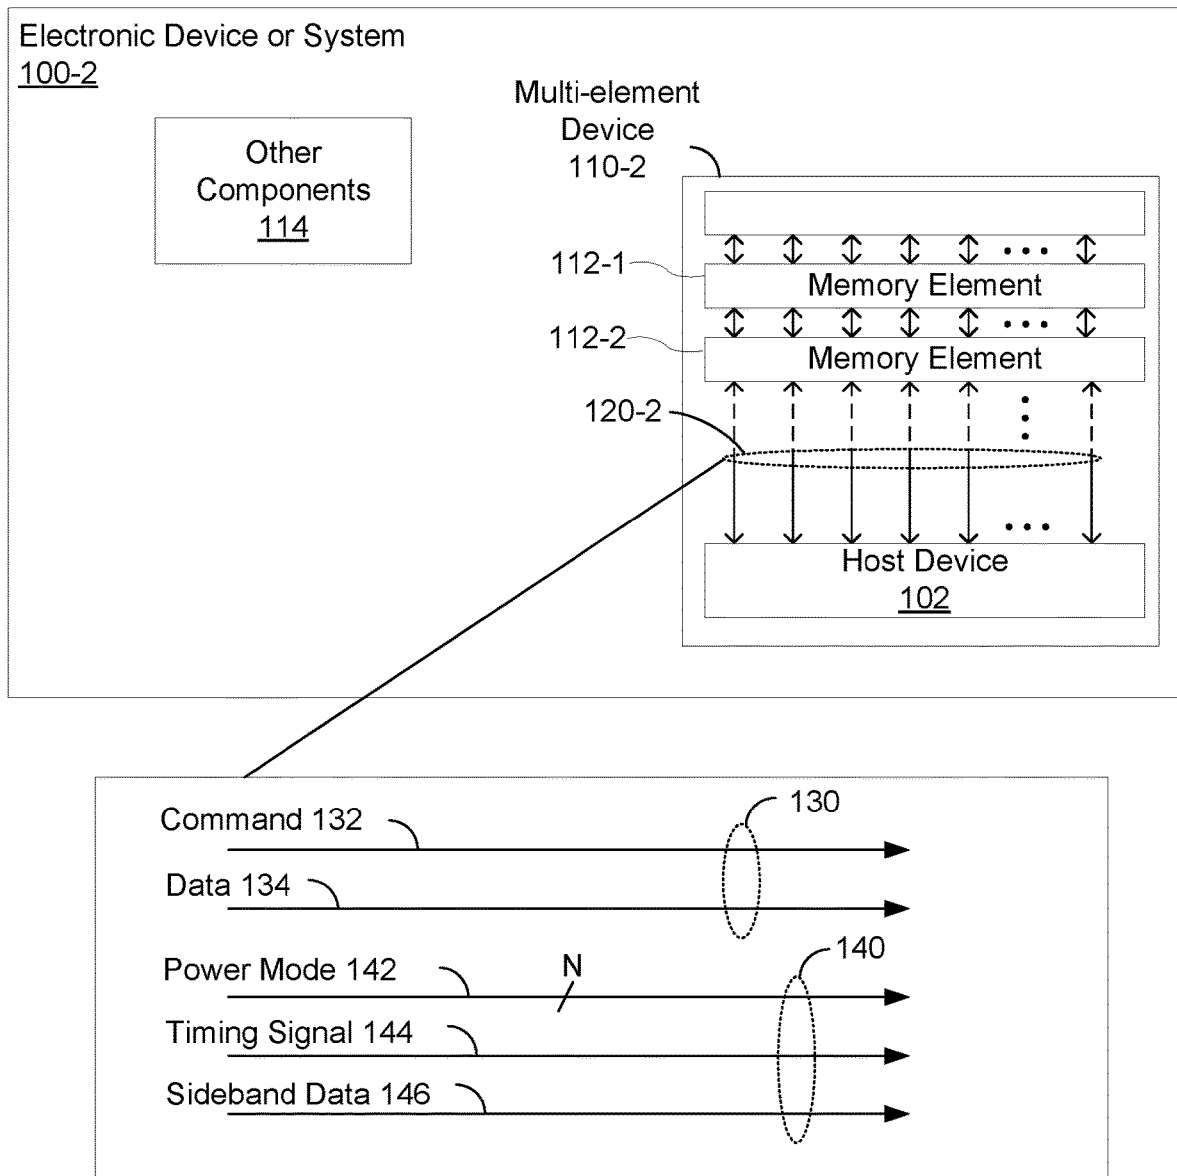 Electronic Device or System
100-2
Multi-element
Device
110-2
Other
Components
114
112-1
Memory Element
112-2
Memory Element
120-2
Host Device
102
130
Command 132
Data 134
140
N
Power Mode 142
Timing Signal 144
Sideband Data 146